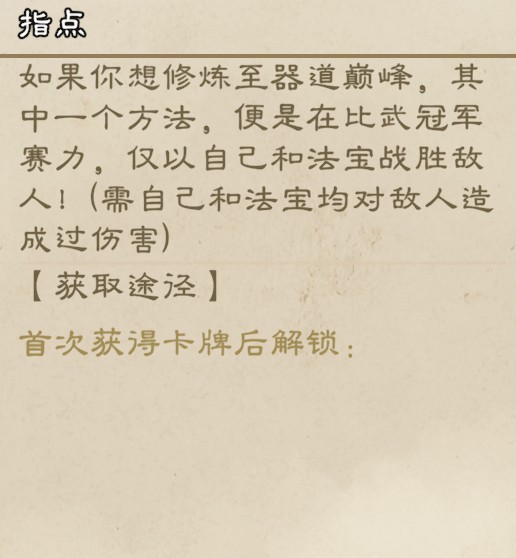 指点
如果你想修炼至器道巅峰，其
中一个方法，便是在比武冠军
赛力，仅以自己和法宝战胜敌
人！(需自己和法宝均对敌人造
成过伤害)
【获取途径】
首次获得卡牌后解锁：